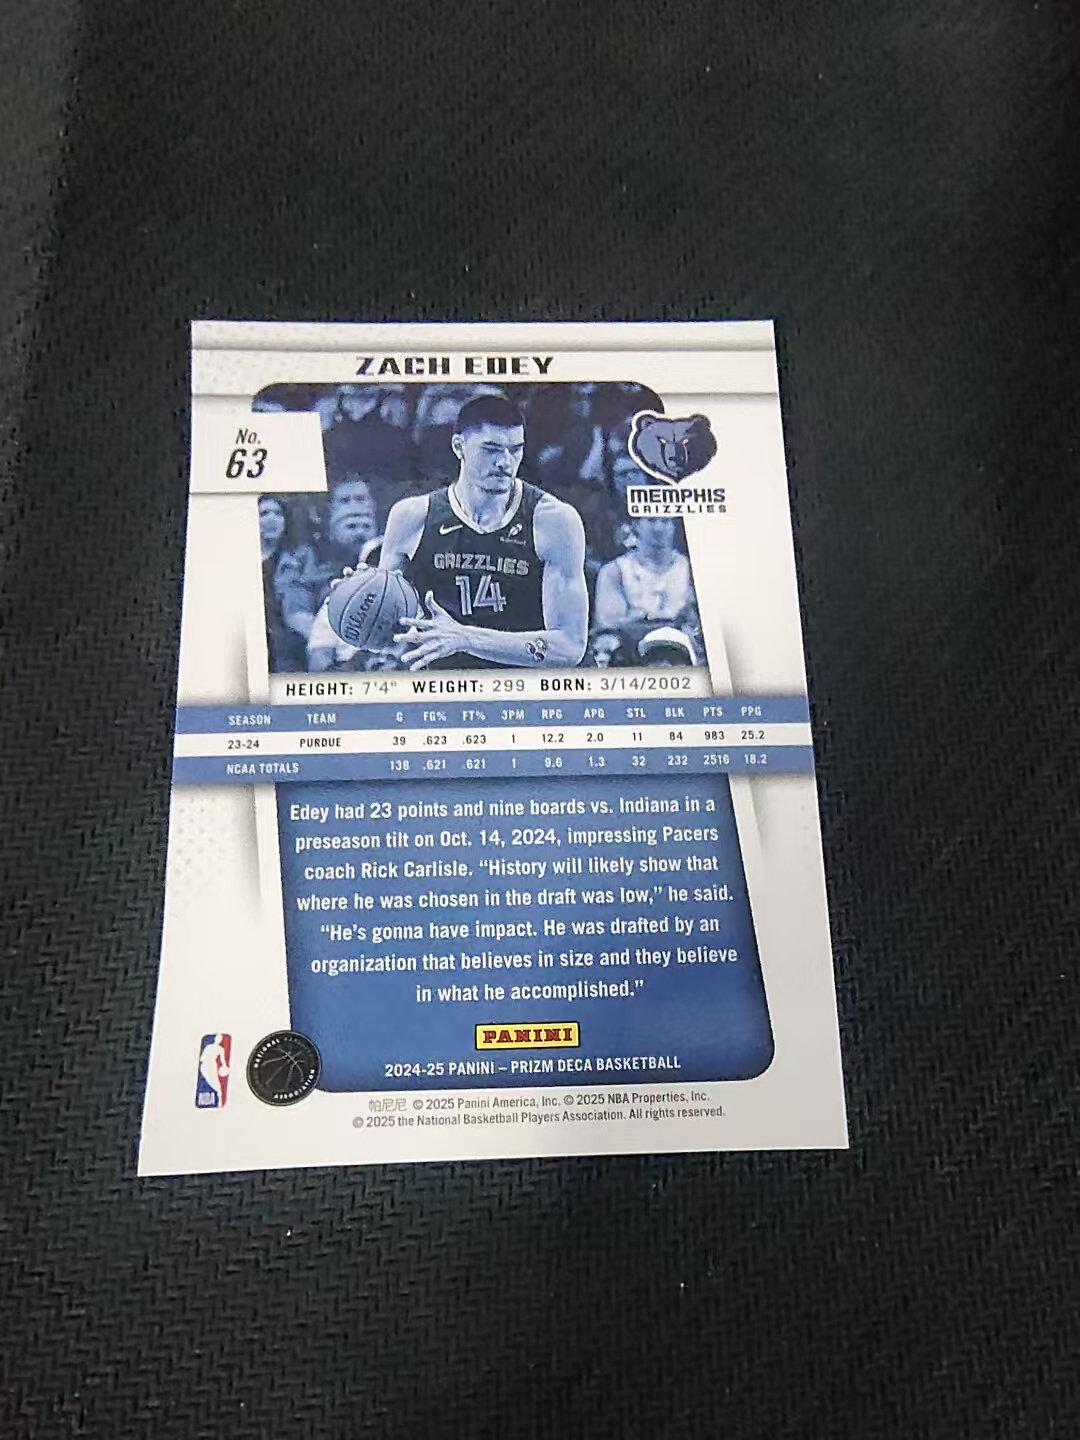 ZACH EDEY
No.
63
MEMPHIS
GRIZZLIES
GRIZZLIES
14
Wilson
HEIGHT: 7'4" WEIGHT: 299 BORN: 3/14/2002
SEASON TEAM G FG% FT% 3PM RPG APG STL BLK PTS PPG
23-24 PURDUE 39 .623 .623 1 12.2 2.0 11 84 983 25.2
NCAA TOTALS 138 .621 .621 1 9.6 1.3 32 232 2516 18.2
Edey had 23 points and nine boards vs. Indiana in a
preseason tilt on Oct. 14, 2024, impressing Pacers
coach Rick Carlisle. “History will likely show that
where he was chosen in the draft was low,” he said.
“He's gonna have impact. He was drafted by an
organization that believes in size and they believe
in what he accomplished.”
PANINI
2024-25 PANINI – PRIZM DECA BASKETBALL
NBA
NATIONAL BASKETBALL ASSOCIATION
帕尼尼 © 2025 Panini America, Inc. © 2025 NBA Properties, Inc.
© 2025 the National Basketball Players Association. All rights reserved.